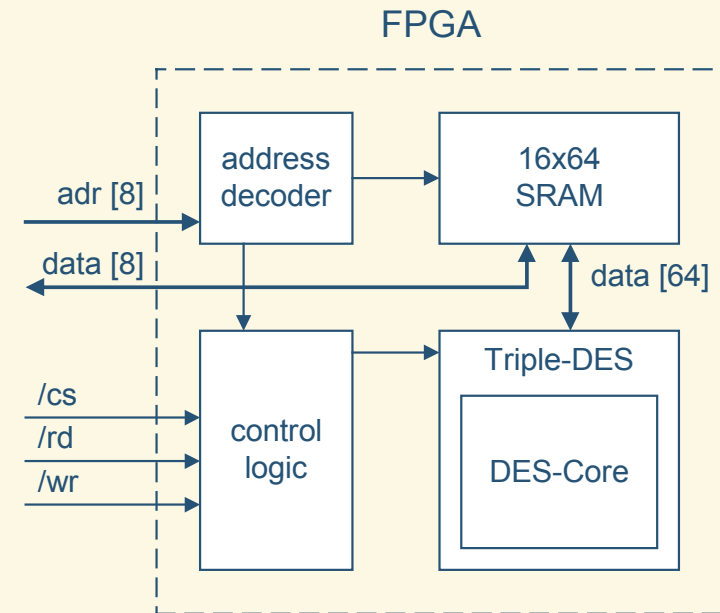 FPGA
address
decoder
16x64
SRAM
adr [8]
data [8]
data [64]
/cs
/rd
/wr
control
logic
Triple-DES
DES-Core